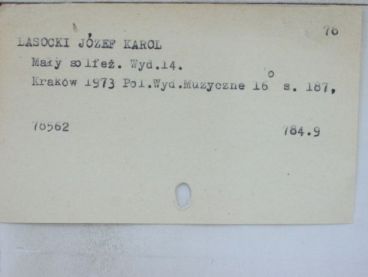 76
LASOCKI JÓZEF KAROL
Mały solfeż. Wyd.14.
Kraków 1973 Pol.Wyd.Muzyczne 16° s. 187,
76562 784.9